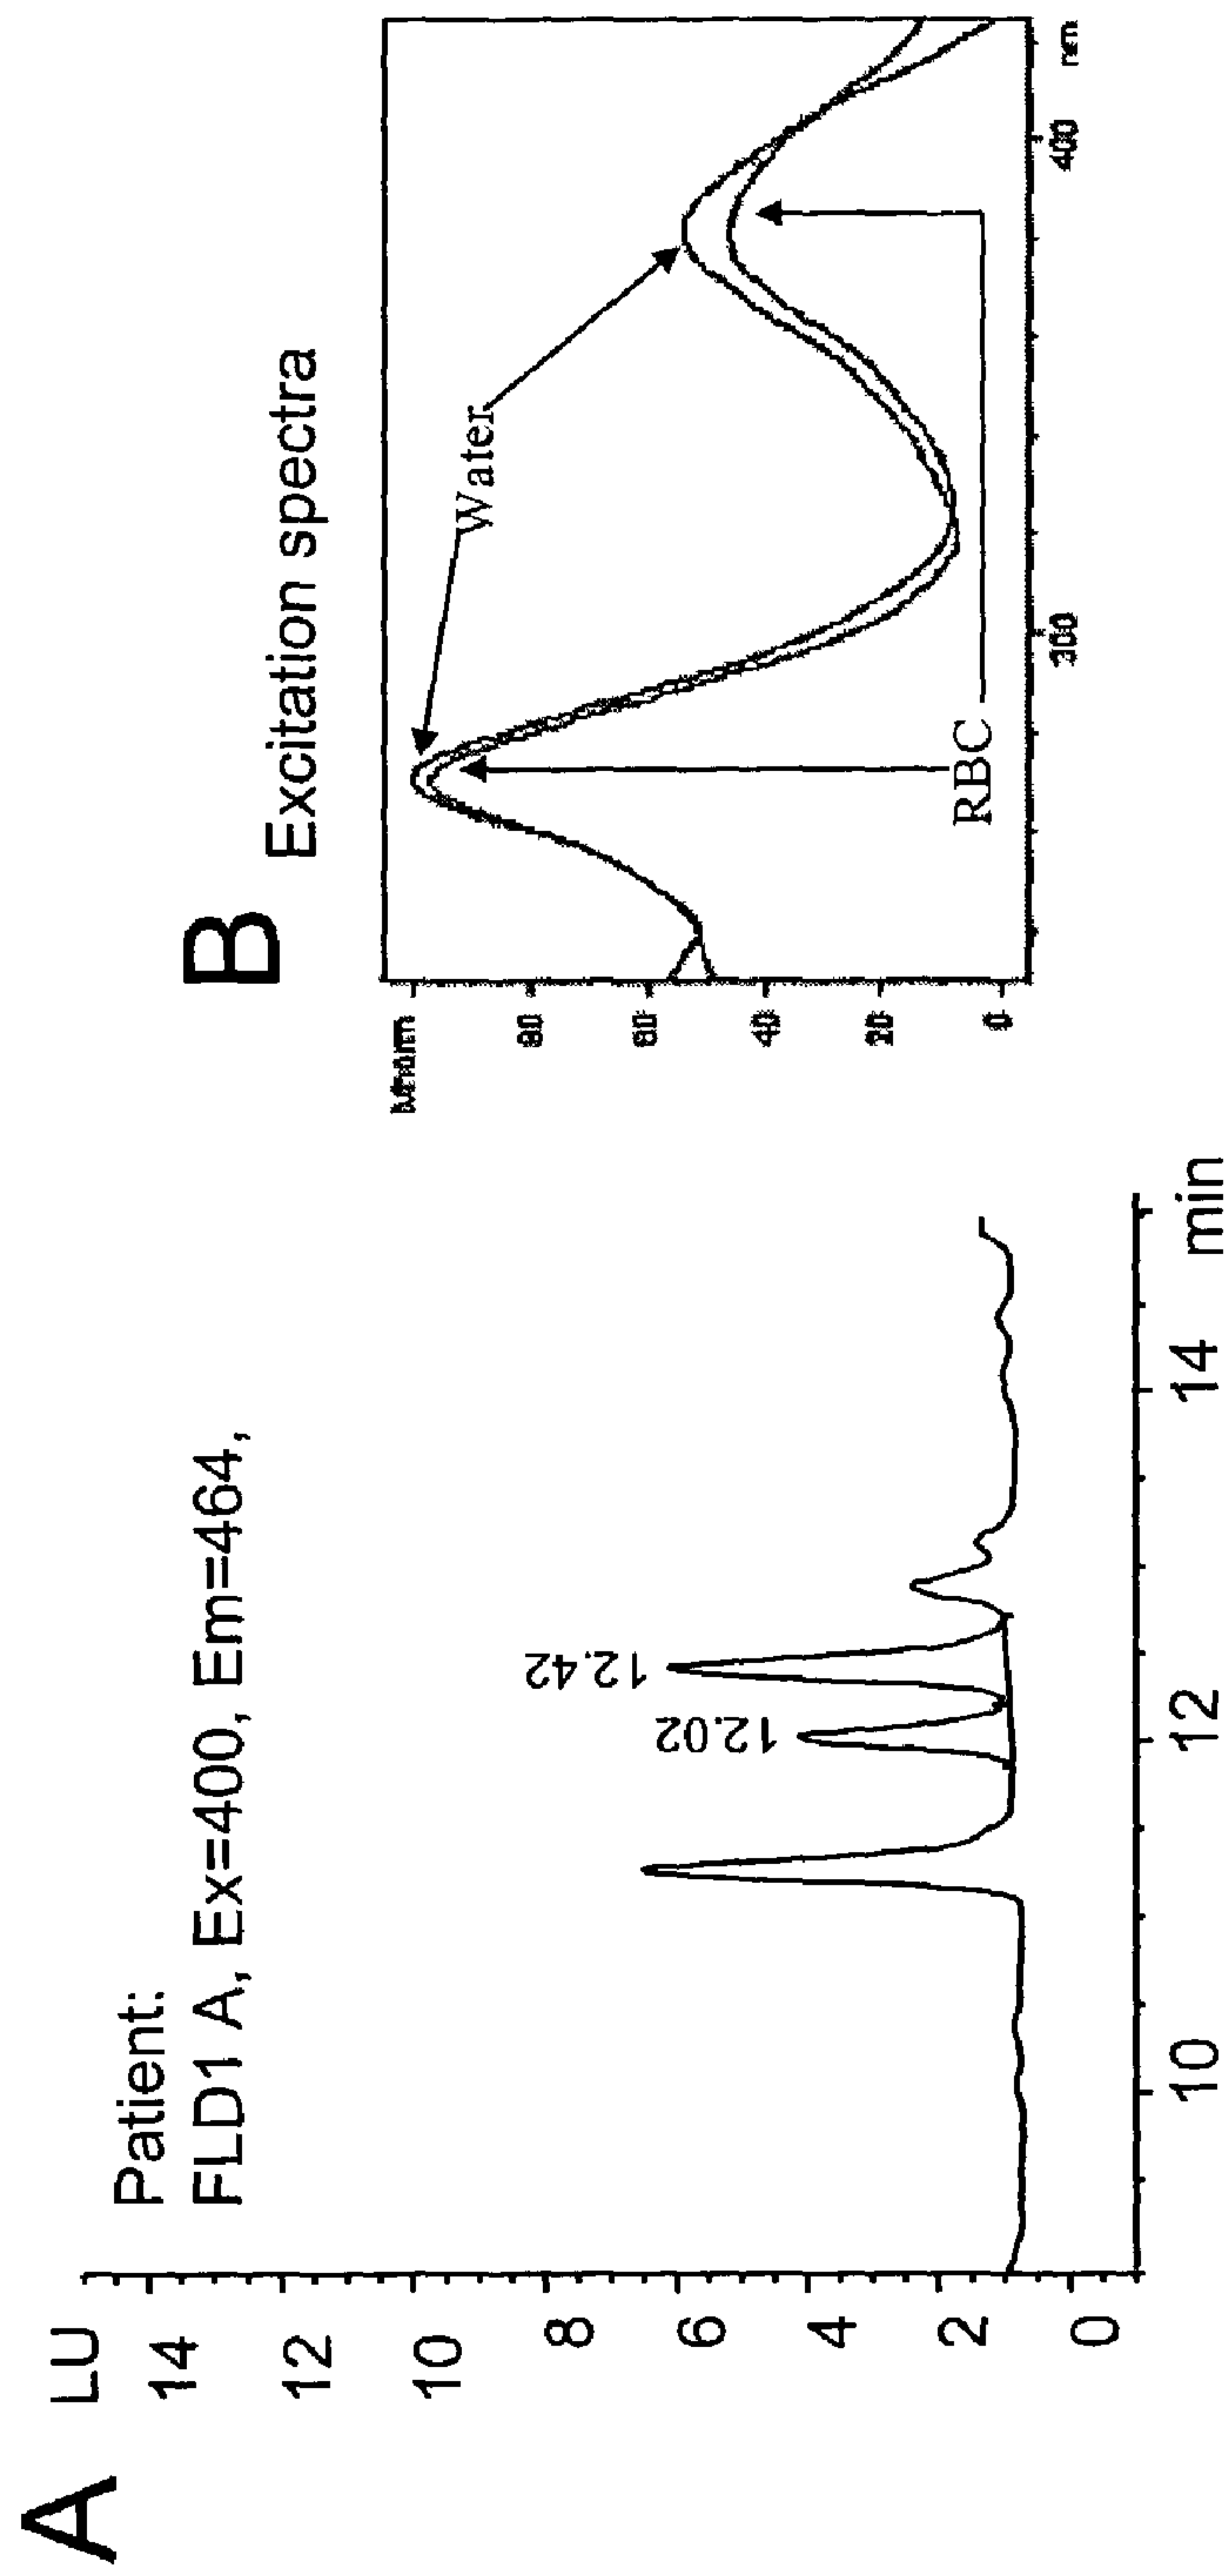 A
LU
14
12
10
8
6
4
2
0
Patient:
FLD1 A, Ex=400, Em=464,
12.02
12.42
10
12
14
min
B
Excitation spectra
80
60
40
20
0
Water
RBC
300
400
nm